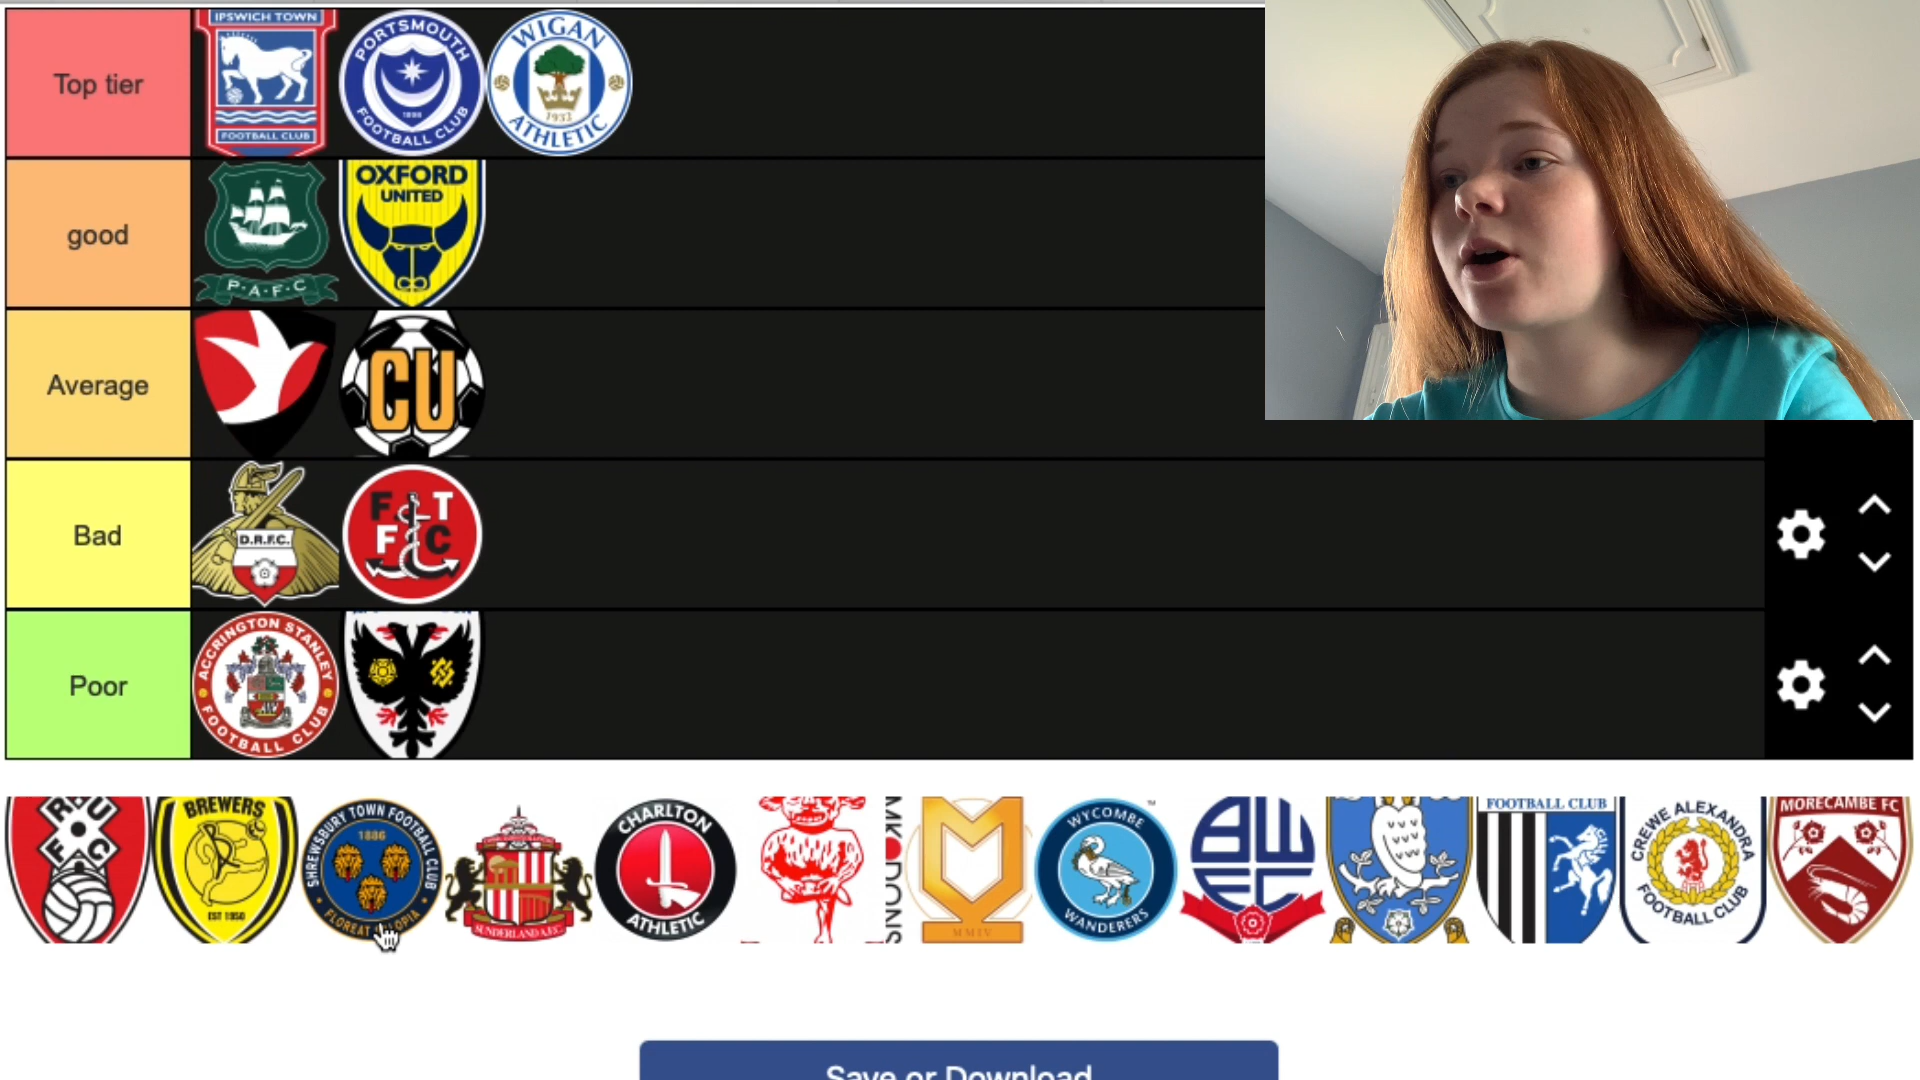 Top tier
IPSWICH TOWN
FOOTBALL CLUB
PORTSMOUTH
1898
FOOTBALL CLUB
WIGAN
1932
ATHLETIC
good
P·A·F·C
OXFORD
UNITED
Average
CU
Bad
D.R.F.C.
F T
F C
Poor
ACCRINGTON STANLEY
FOOTBALL CLUB
R U
F C
BREWERS
EST 1950
SHREWSBURY TOWN FOOTBALL CLUB
1886
SUNDERLAND A.F.C.
CHARLTON
ATHLETIC
MK DONS
MMIV
WYCOMBE
WANDERERS
TM
BWFC
FOOTBALL CLUB
CREWE ALEXANDRA
FOOTBALL CLUB
MORECAMBE FC
Save or Download